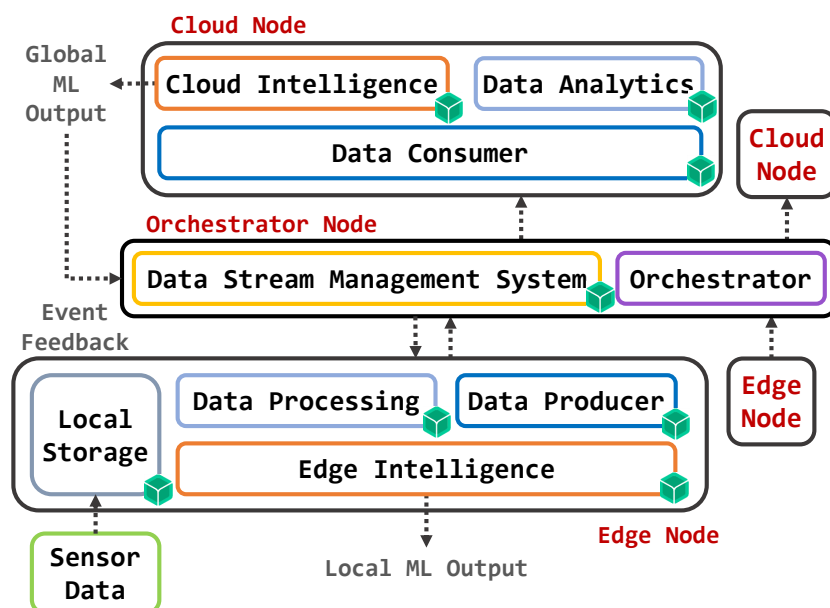 Cloud Node
Global
ML
Output
Cloud Intelligence
Data Analytics
Data Consumer
Cloud
Node
Orchestrator Node
Data Stream Management System
Orchestrator
Event
Feedback
Local
Storage
Data Processing
Data Producer
Edge Intelligence
Edge
Node
Edge Node
Sensor
Data
Local ML Output